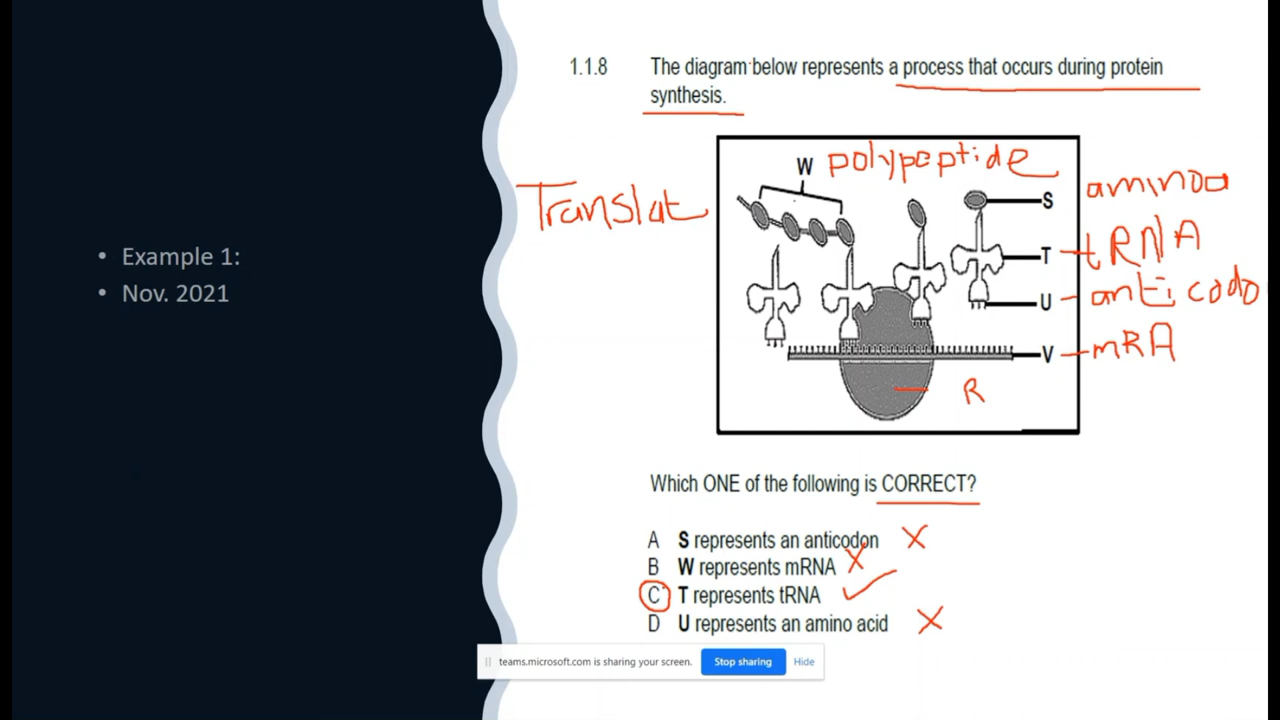 • Example 1:
• Nov. 2021
1.1.8 The diagram below represents a process that occurs during protein
synthesis.
W polypeptide
Translat
S aminoa
T tRNA
U anticodo
V mRA
R
Which ONE of the following is CORRECT?
A S represents an anticodon
B W represents mRNA
C T represents tRNA
D U represents an amino acid
teams.microsoft.com is sharing your screen. Stop sharing Hide